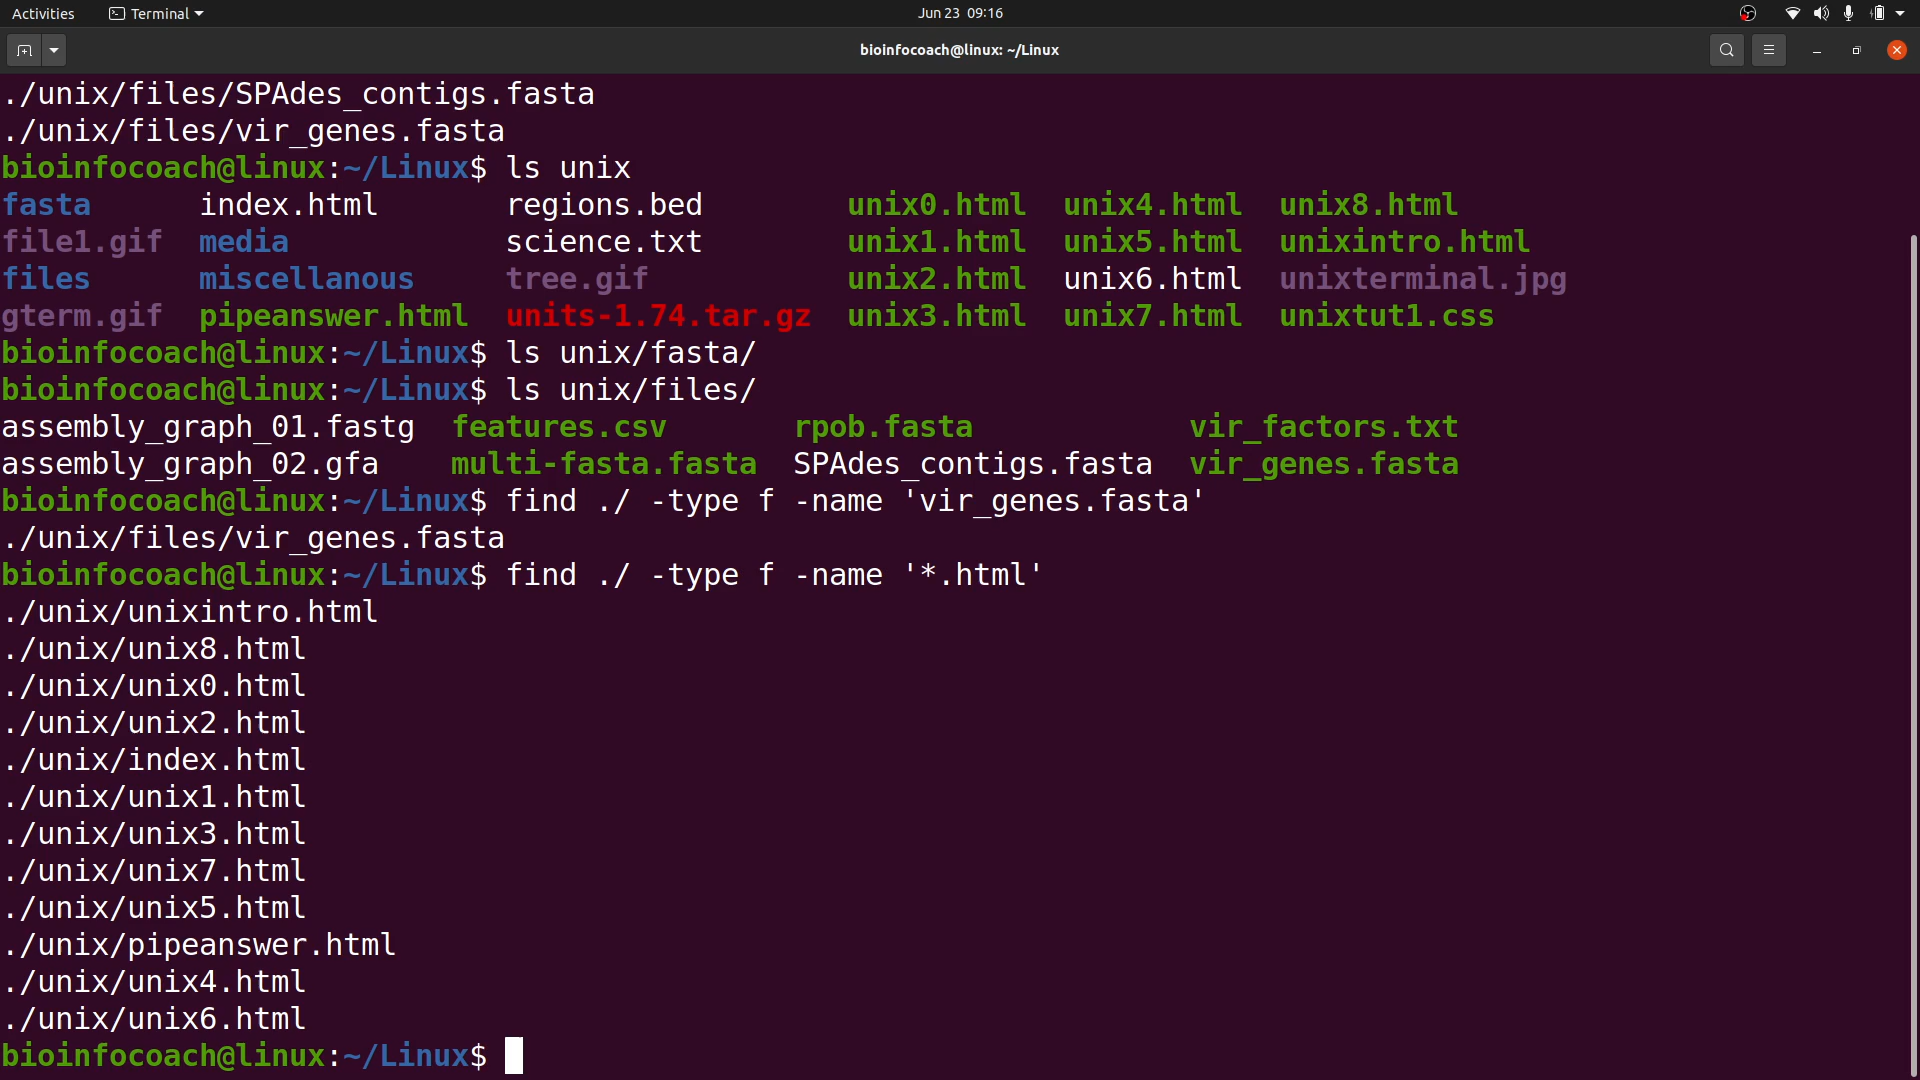 Activities Terminal Jun 23 09:16
bioinfocoach@linux: ~/Linux
./unix/files/SPAdes_contigs.fasta
./unix/files/vir_genes.fasta
bioinfocoach@linux:~/Linux$ ls unix
fasta index.html regions.bed unix0.html unix4.html unix8.html
file1.gif media science.txt unix1.html unix5.html unixintro.html
files miscellanous tree.gif unix2.html unix6.html unixterminal.jpg
gterm.gif pipeanswer.html units-1.74.tar.gz unix3.html unix7.html unixtut1.css
bioinfocoach@linux:~/Linux$ ls unix/fasta/
bioinfocoach@linux:~/Linux$ ls unix/files/
assembly_graph_01.fastg features.csv rpob.fasta vir_factors.txt
assembly_graph_02.gfa multi-fasta.fasta SPAdes_contigs.fasta vir_genes.fasta
bioinfocoach@linux:~/Linux$ find ./ -type f -name 'vir_genes.fasta'
./unix/files/vir_genes.fasta
bioinfocoach@linux:~/Linux$ find ./ -type f -name '*.html'
./unix/unixintro.html
./unix/unix8.html
./unix/unix0.html
./unix/unix2.html
./unix/index.html
./unix/unix1.html
./unix/unix3.html
./unix/unix7.html
./unix/unix5.html
./unix/pipeanswer.html
./unix/unix4.html
./unix/unix6.html
bioinfocoach@linux:~/Linux$